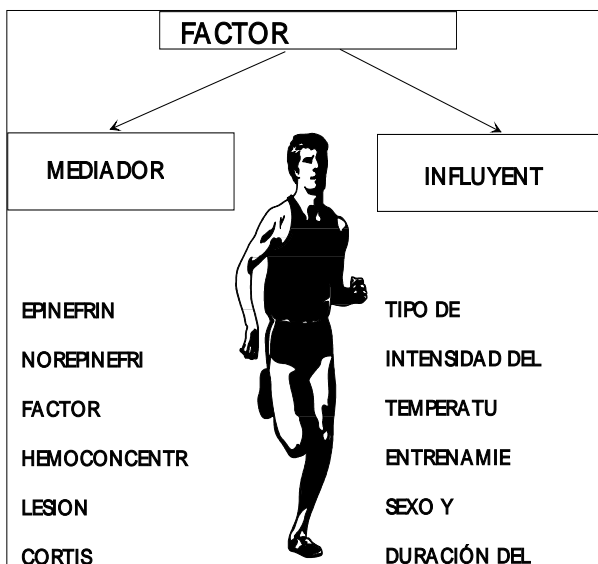 FACTOR
MEDIADOR
INFLUYENT
EPINEFRIN
NOREPINEFRI
FACTOR
HEMOCONCENTR
LESION
CORTIS
TIPO DE
INTENSIDAD DEL
TEMPERATU
ENTRENAMIE
SEXO Y
DURACIÓN DEL